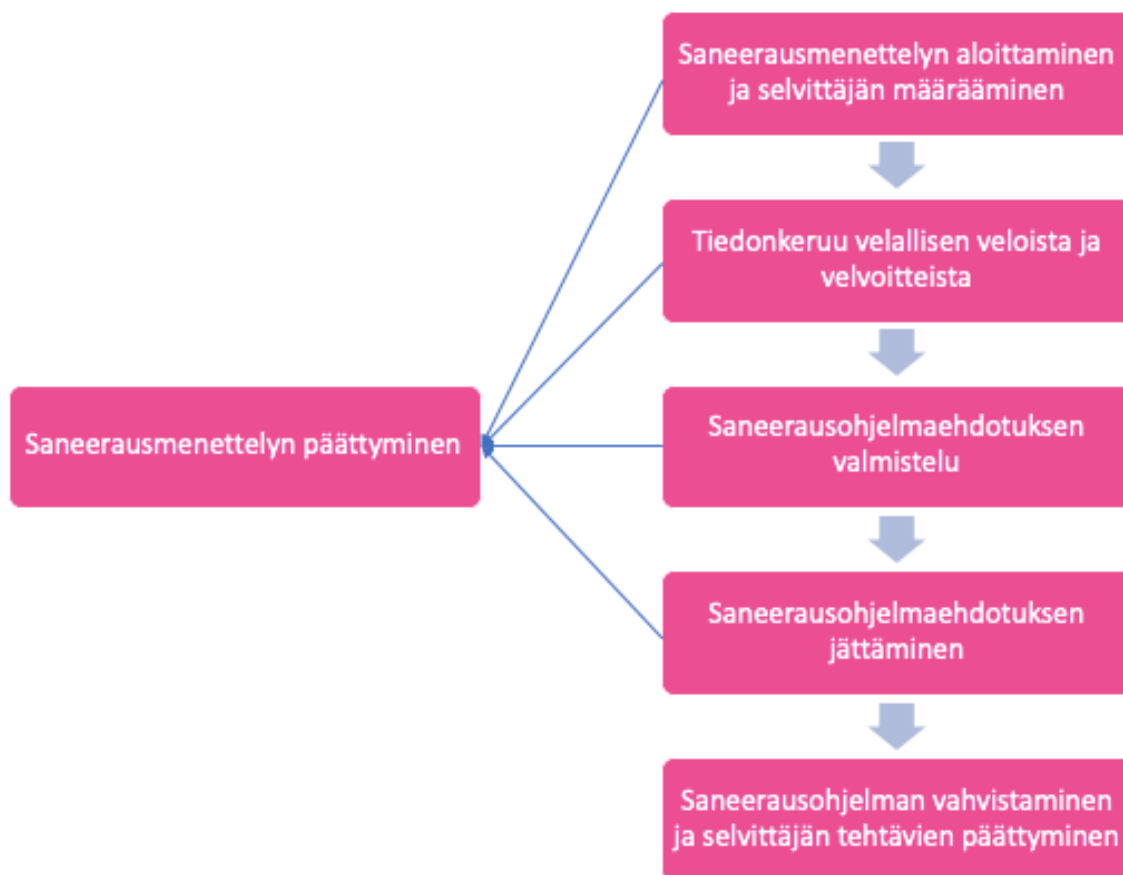 Saneerausmenettelyn aloittaminen
ja selvittäjän määrääminen
Tiedonkeruu velallisen veloista ja
velvoitteista
Saneerausmenettelyn päättyminen
Saneerausohjelmaehdotuksen
valmistelu
Saneerausohjelmaehdotuksen
jättäminen
Saneerausohjelman vahvistaminen
ja selvittäjän tehtävien päättyminen